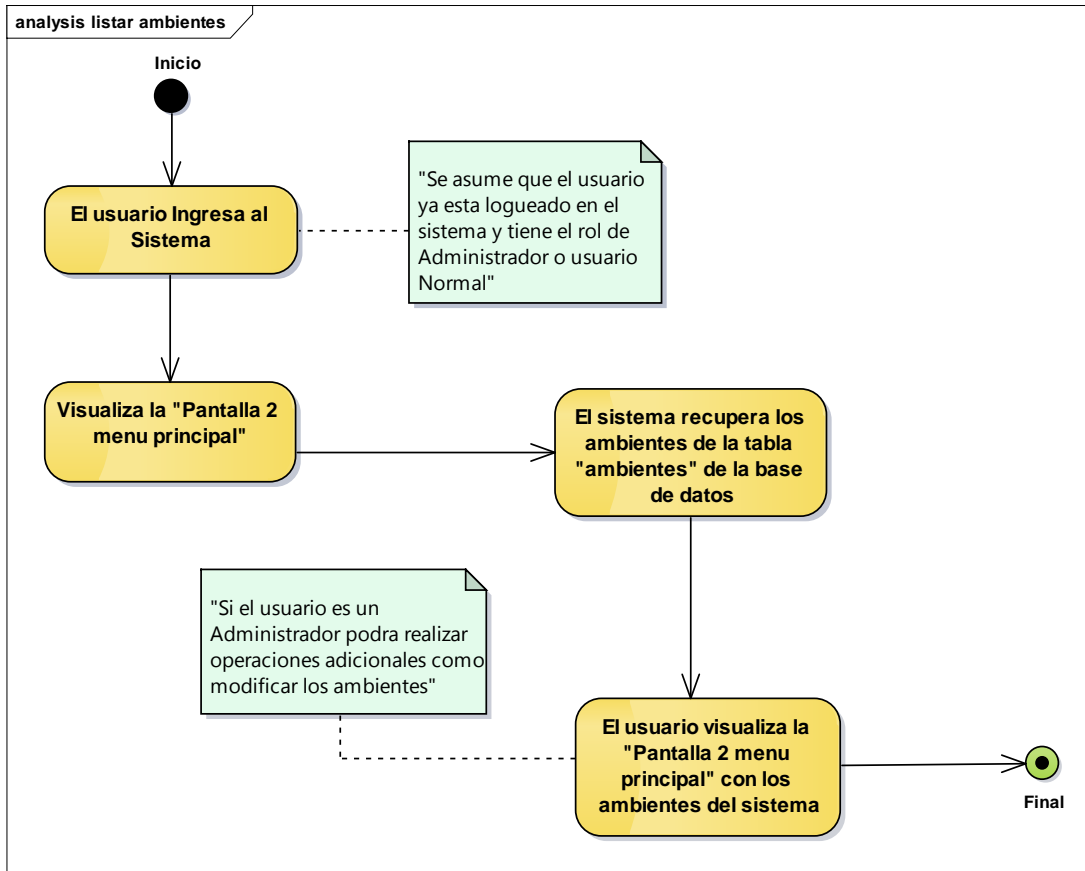 analysis listar ambientes
Inicio
El usuario Ingresa al
Sistema
"Se asume que el usuario
ya esta logueado en el
sistema y tiene el rol de
Administrador o usuario
Normal"
Visualiza la "Pantalla 2
menu principal"
El sistema recupera los
ambientes de la tabla
"ambientes" de la base
de datos
"Si el usuario es un
Administrador podra realizar
operaciones adicionales como
modificar los ambientes"
El usuario visualiza la
"Pantalla 2 menu
principal" con los
ambientes del sistema
Final